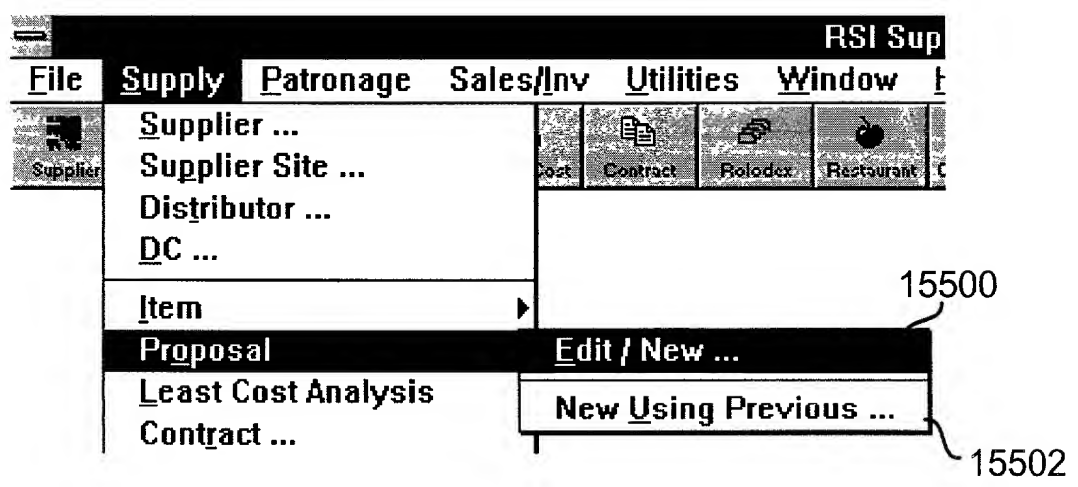 RSI Sup
File Supply Patronage Sales/Inv Utilities Window
Supplier Cost Contract Rolodex Restaurant
Supplier ...
Supplier Site ...
Distributor ...
DC ...
Item
Proposal
Least Cost Analysis
Contract ...
15500
Edit / New ...
New Using Previous ...
15502